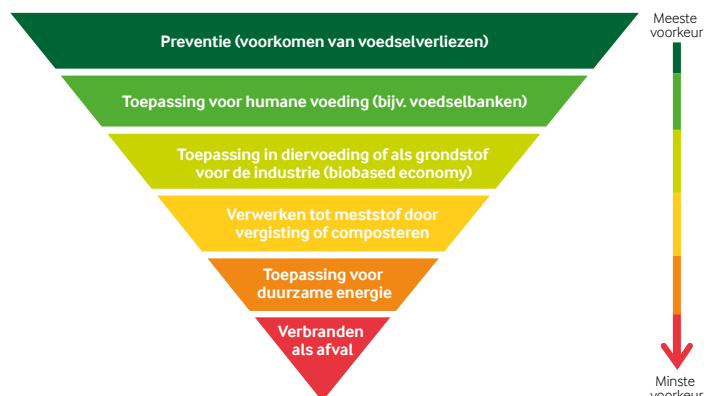 Meeste
voorkeur
Preventie (voorkomen van voedselverliezen)
Toepassing voor humane voeding (bijv. voedselbanken)
Toepassing in diervoeding of als grondstof
voor de industrie (biobased economy)
Verwerken tot meststof door
vergisting of composteren
Toepassing voor
duurzame energie
Verbranden
als afval
Minste
voorkeur